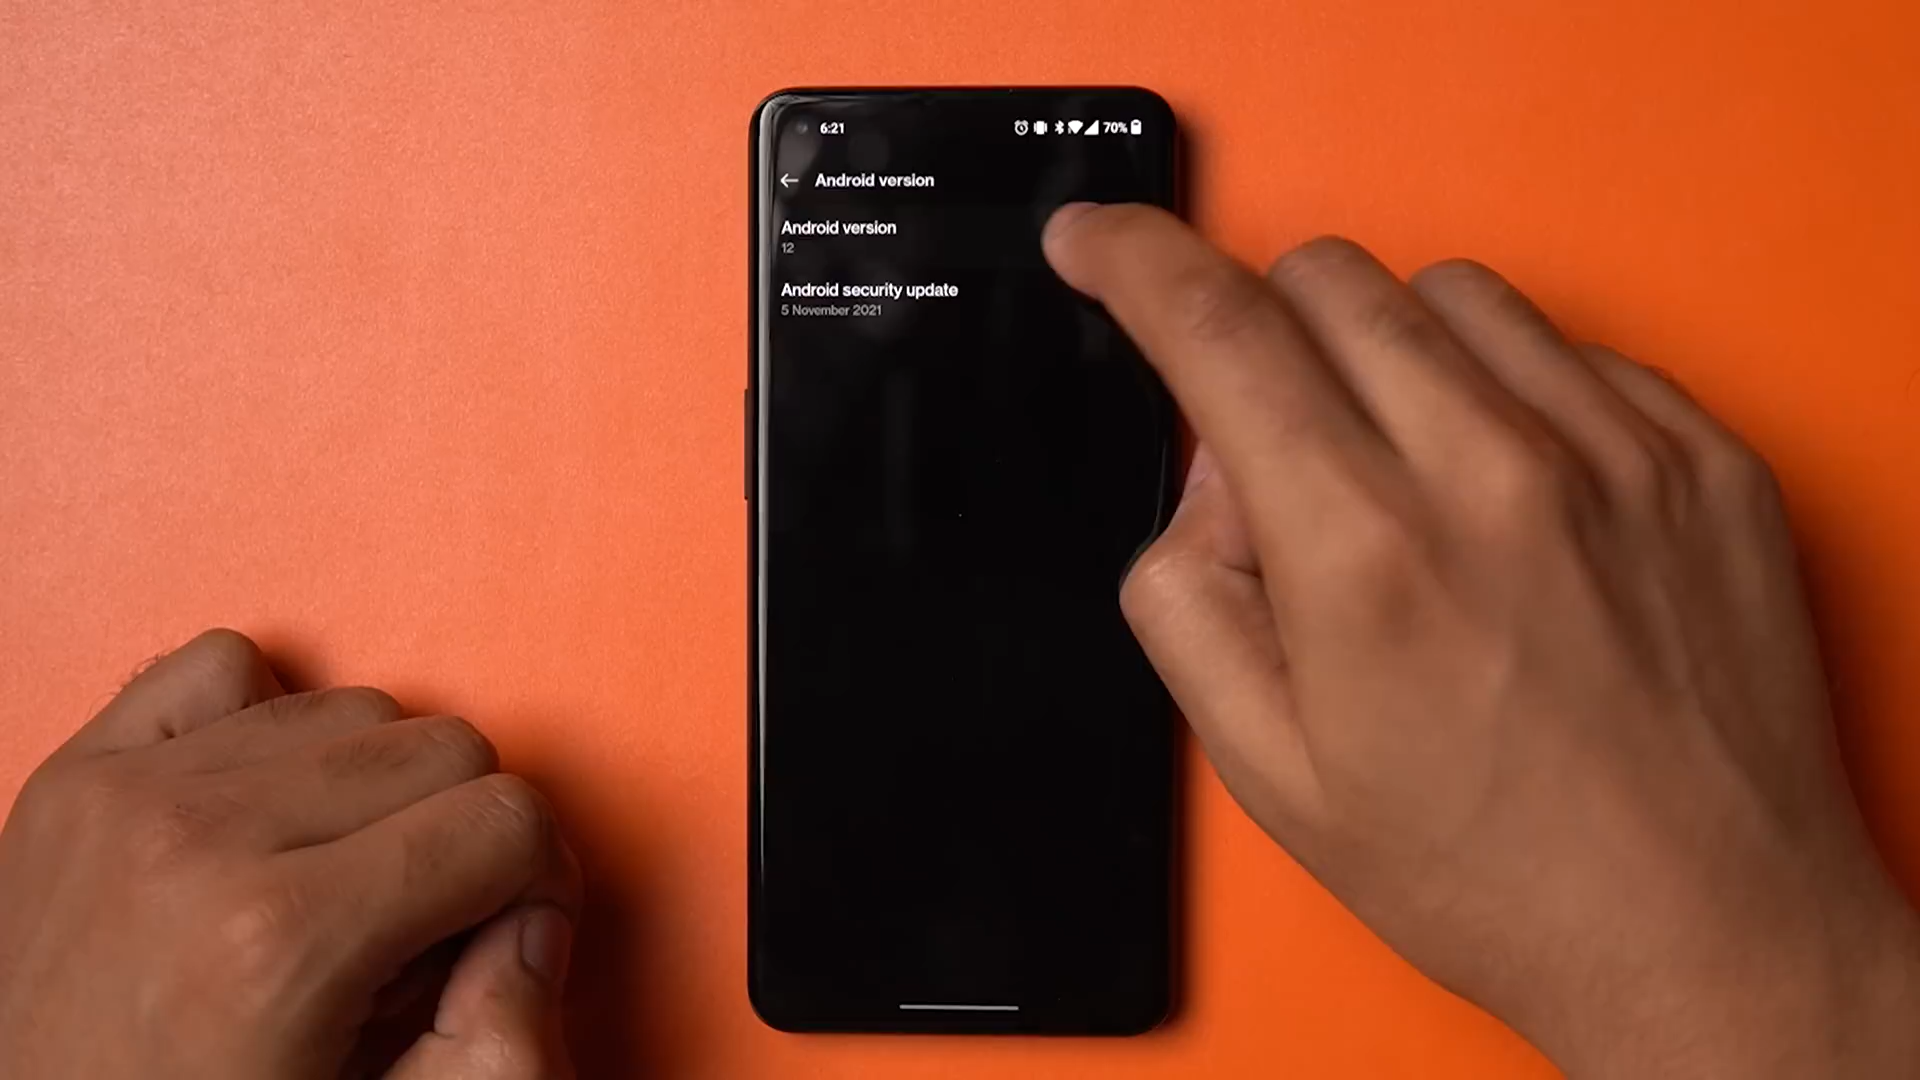 6:21 70%
Android version
Android version
12
Android security update
5 November 2021